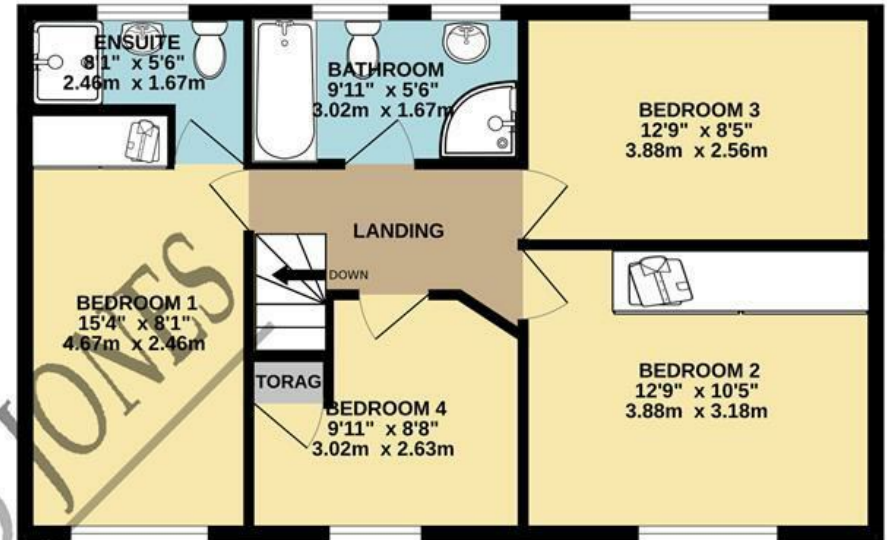 ENSUITE
8'1" x 5'6"
2.46m x 1.67m
BATHROOM
9'11" x 5'6"
3.02m x 1.67m
BEDROOM 3
12'9" x 8'5"
3.88m x 2.56m
LANDING
DOWN
BEDROOM 1
15'4" x 8'1"
4.67m x 2.46m
TORAG
BEDROOM 4
9'11" x 8'8"
3.02m x 2.63m
BEDROOM 2
12'9" x 10'5"
3.88m x 3.18m
JONES